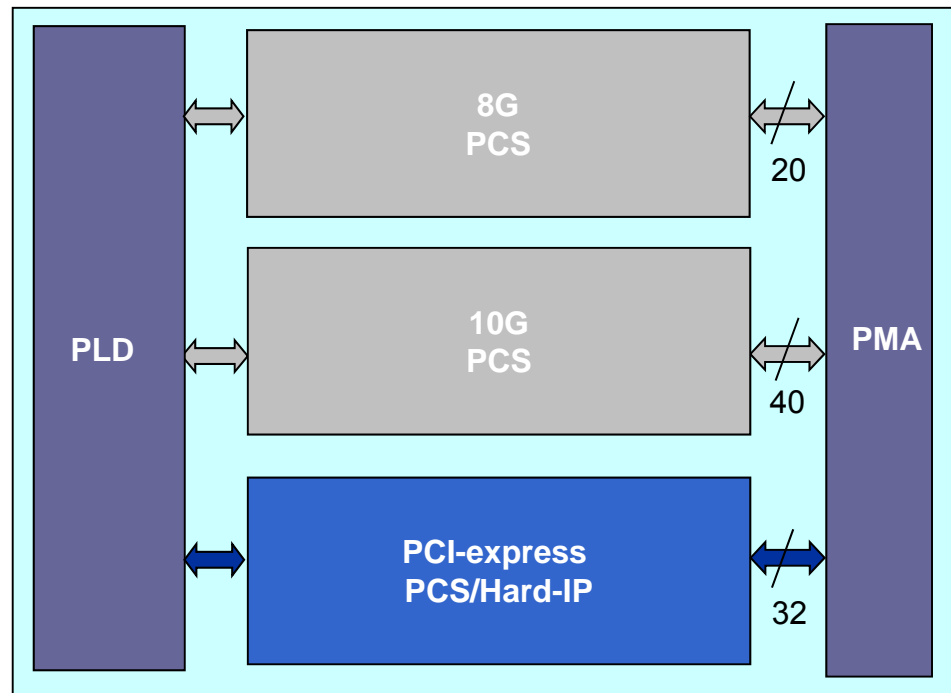 8G
PCS
20
PLD
10G
PCS
PMA
40
PCI-express
PCS/Hard-IP
32